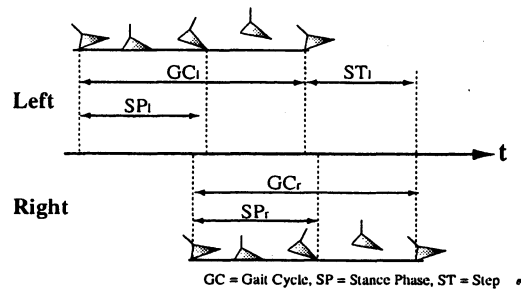 GCl STl
Left
SPl
t
GCr
Right
SPr
GC = Gait Cycle, SP = Stance Phase, ST = Step